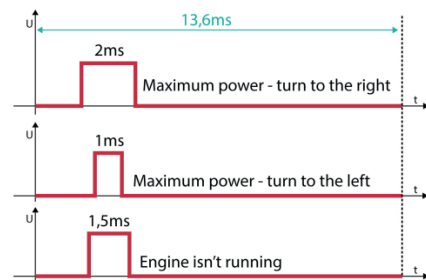 13,6ms
U
2ms
Maximum power - turn to the right
t
U
1ms
Maximum power - turn to the left
t
U
1,5ms
Engine isn't running
t